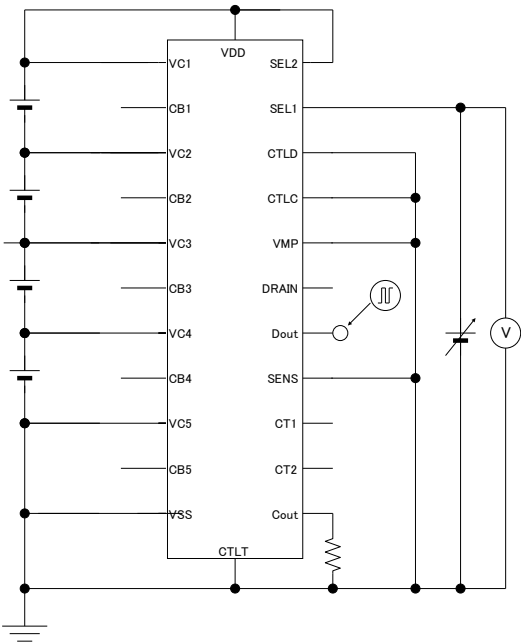 VDD
VC1
CB1
VC2
CB2
VC3
CB3
VC4
CB4
VC5
CB5
VSS
SEL2
SEL1
CTLD
CTLC
VMP
DRAIN
Dout
SENS
CT1
CT2
Cout
CTLT
V